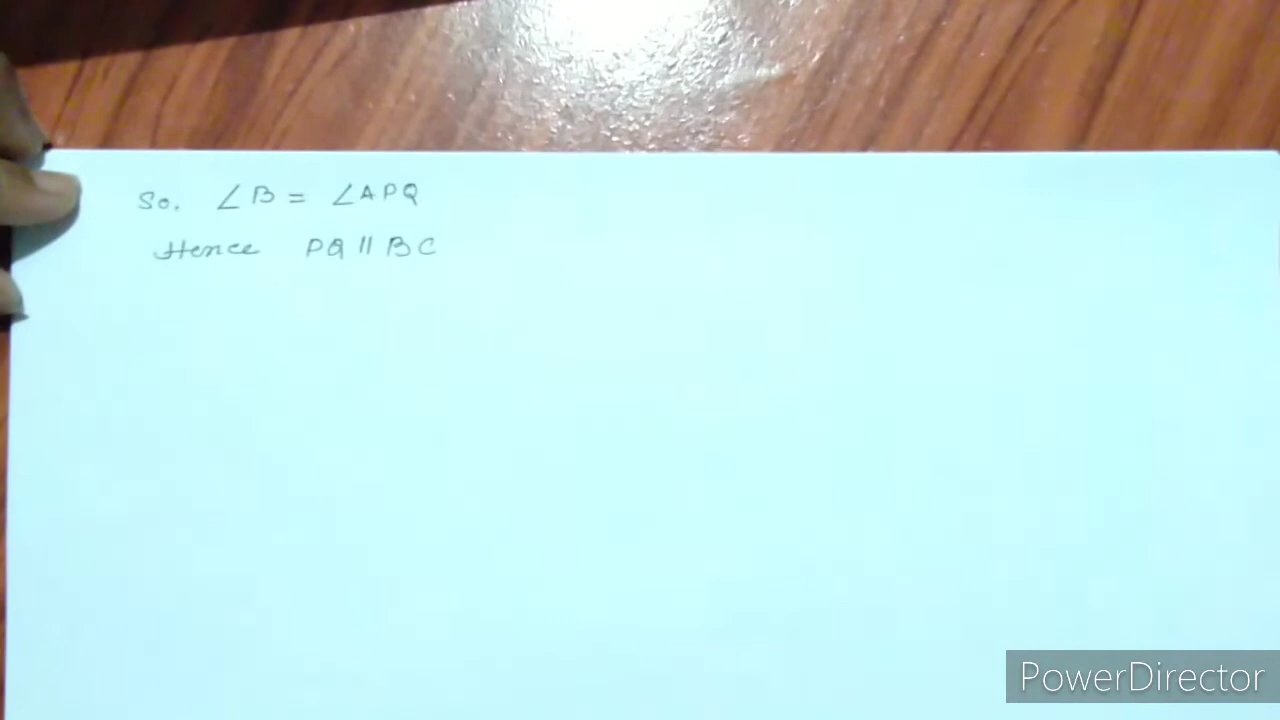 So, ∠B = ∠APQ
Hence PQ || BC
PowerDirector